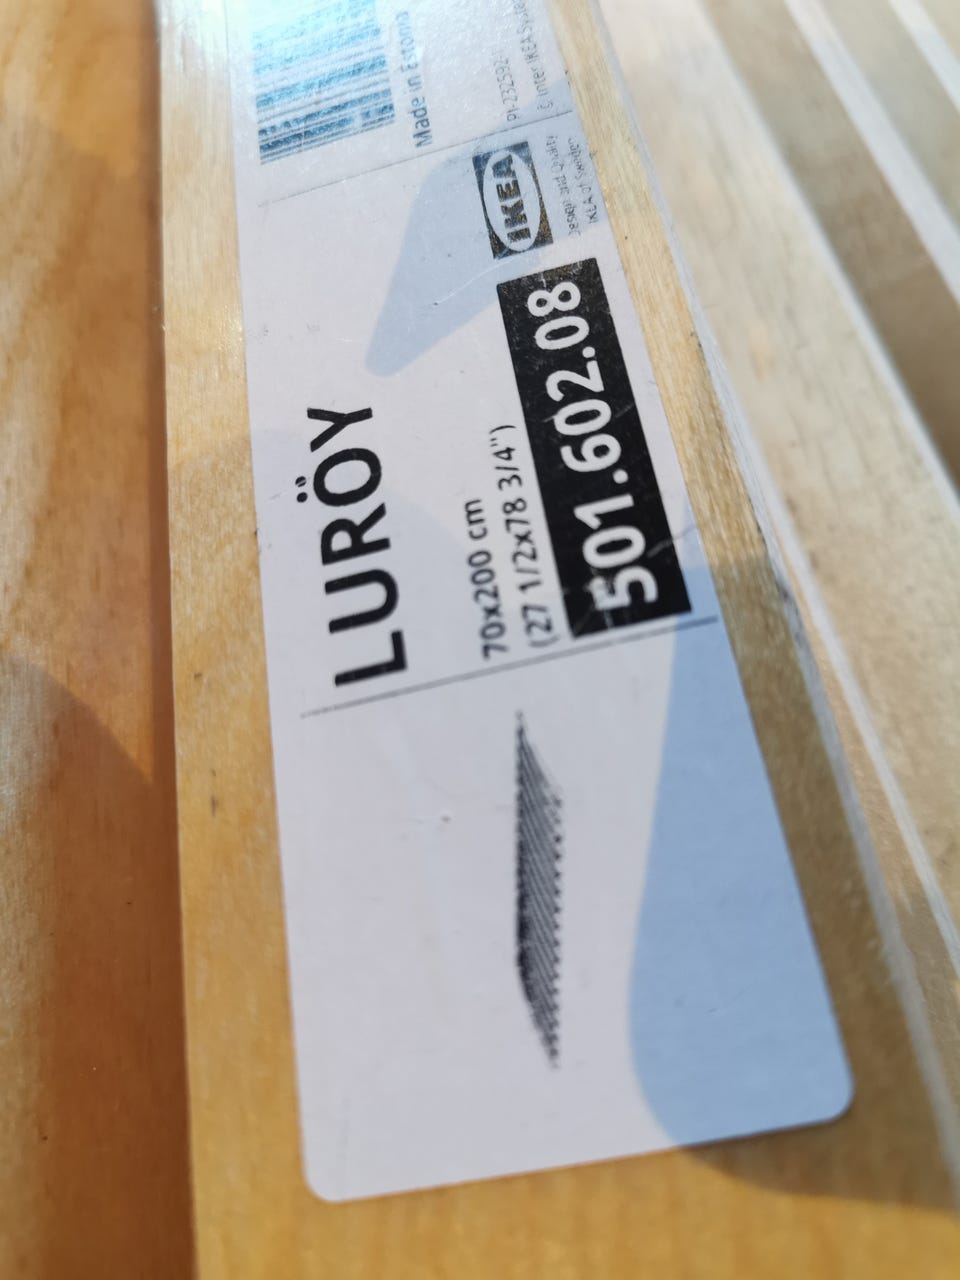 LURÖY
70x200 cm
(27 1/2x78 3/4")
501.602.08
IKEA
Design and Quality
IKEA of Sweden
Made in Estonia
© Inter IKEA